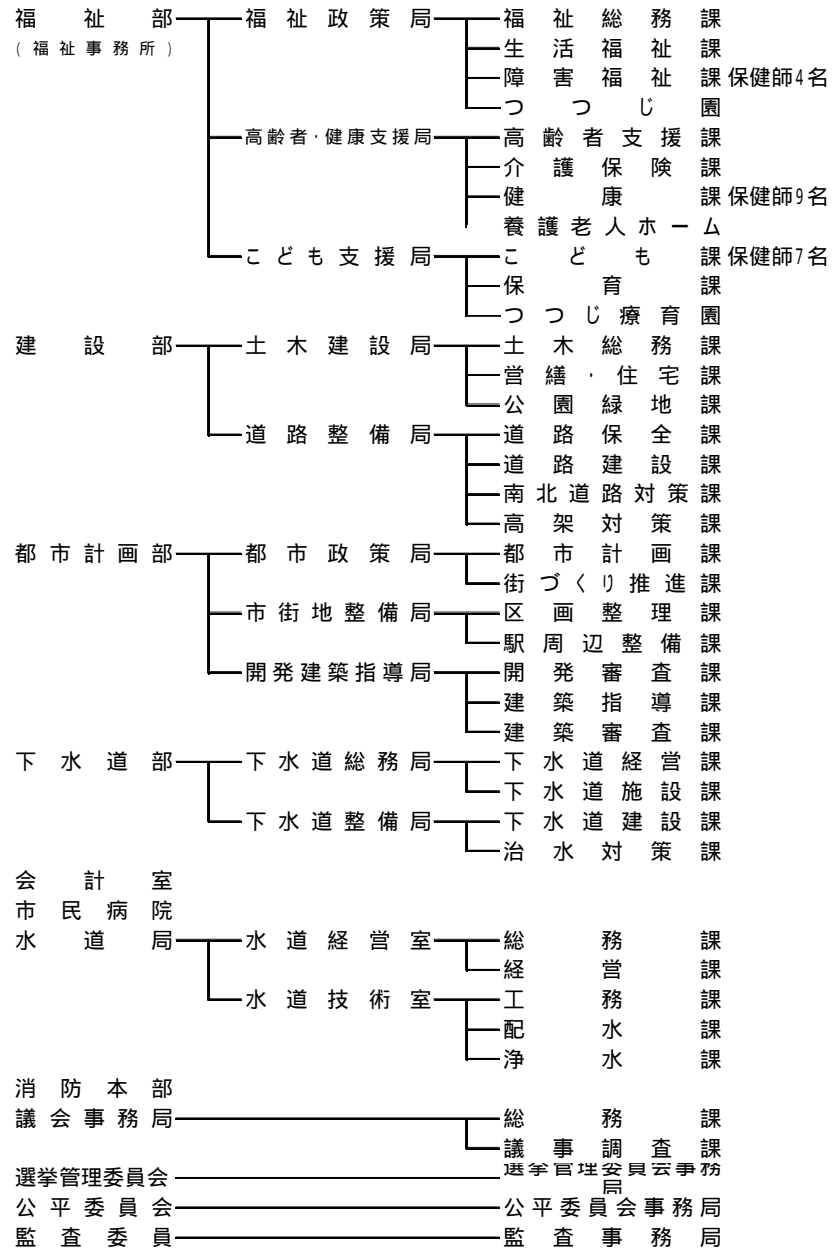 福祉部 福祉政策局 福祉総務課
(福祉事務所) 生活福祉課
障害福祉課 保健師4名
つつじ園
高齢者・健康支援局 高齢者支援課
介護保険課
健康課 保健師9名
養護老人ホーム
こども支援局 こども課 保健師7名
保育課
つつじ療育園
建設部 土木建設局 土木総務課
営繕・住宅課
公園緑地課
道路整備局 道路保全課
道路建設課
南北道路対策課
高架対策課
都市計画部 都市政策局 都市計画課
街づくり推進課
市街地整備局 区画整理課
駅周辺整備課
開発建築指導局 開発審査課
建築指導課
建築審査課
下水道部 下水道総務局 下水道経営課
下水道施設課
下水道整備局 下水道建設課
治水対策課
会計室
市民病院
水道局 水道経営室 総務課
経営課
水道技術室 工務課
配水課
浄水課
消防本部
議会事務局 総務課
議事調査課
選挙管理委員会 選挙管理委員会事務局
公平委員会 公平委員会事務局
監査委員 監査事務局